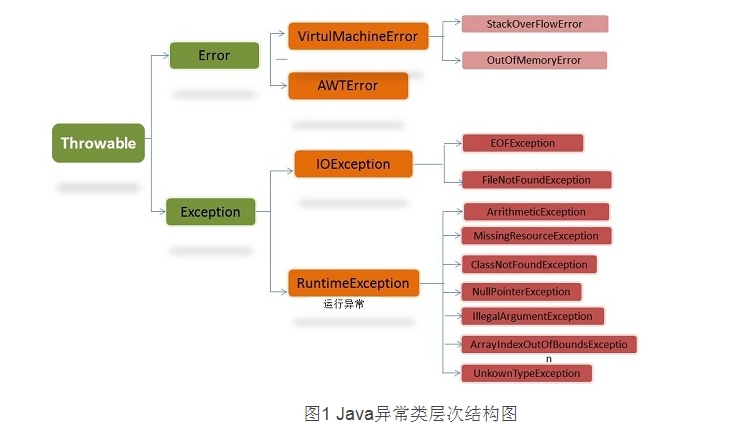 StackOverFlowError
VirtulMachineError
Error
OutOfMemoryError
AWTError
Throwable
EOFException
IOException
FileNotFoundException
Exception
ArrithmeticException
MissingResourceException
ClassNotFoundException
RuntimeException
运行异常
NullPointerException
IllegalArgumentException
ArrayIndexOutOfBoundsExceptio
n
UnkownTypeException
图1 Java异常类层次结构图